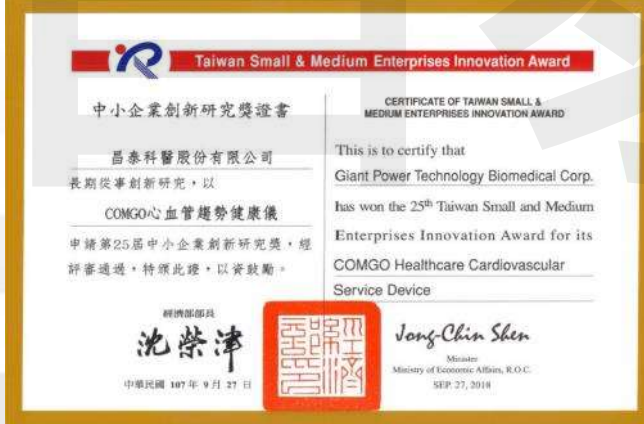 Taiwan Small & Medium Enterprises Innovation Award
中小企業創新研究獎證書
昌泰科醫股份有限公司
長期從事創新研究，以
COMGO心血管趨勢健康儀
申請第25屆中小企業創新研究獎，經
評審通過，特頒此證，以資鼓勵。
經濟部部長
沈榮津
中華民國 107 年 9 月 27 日
CERTIFICATE OF TAIWAN SMALL &
MEDIUM ENTERPRISES INNOVATION AWARD
This is to certify that
Giant Power Technology Biomedical Corp.
has won the 25th Taiwan Small and Medium
Enterprises Innovation Award for its
COMGO Healthcare Cardiovascular
Service Device
Jong-Chin Shen
Minister
Ministry of Economic Affairs, R.O.C.
SEP. 27, 2018